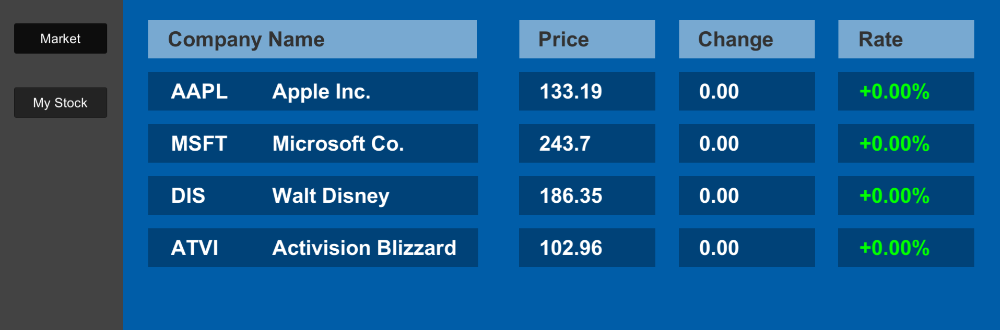 Market
My Stock
Company Name Price Change Rate
AAPL Apple Inc. 133.19 0.00 +0.00%
MSFT Microsoft Co. 243.7 0.00 +0.00%
DIS Walt Disney 186.35 0.00 +0.00%
ATVI Activision Blizzard 102.96 0.00 +0.00%